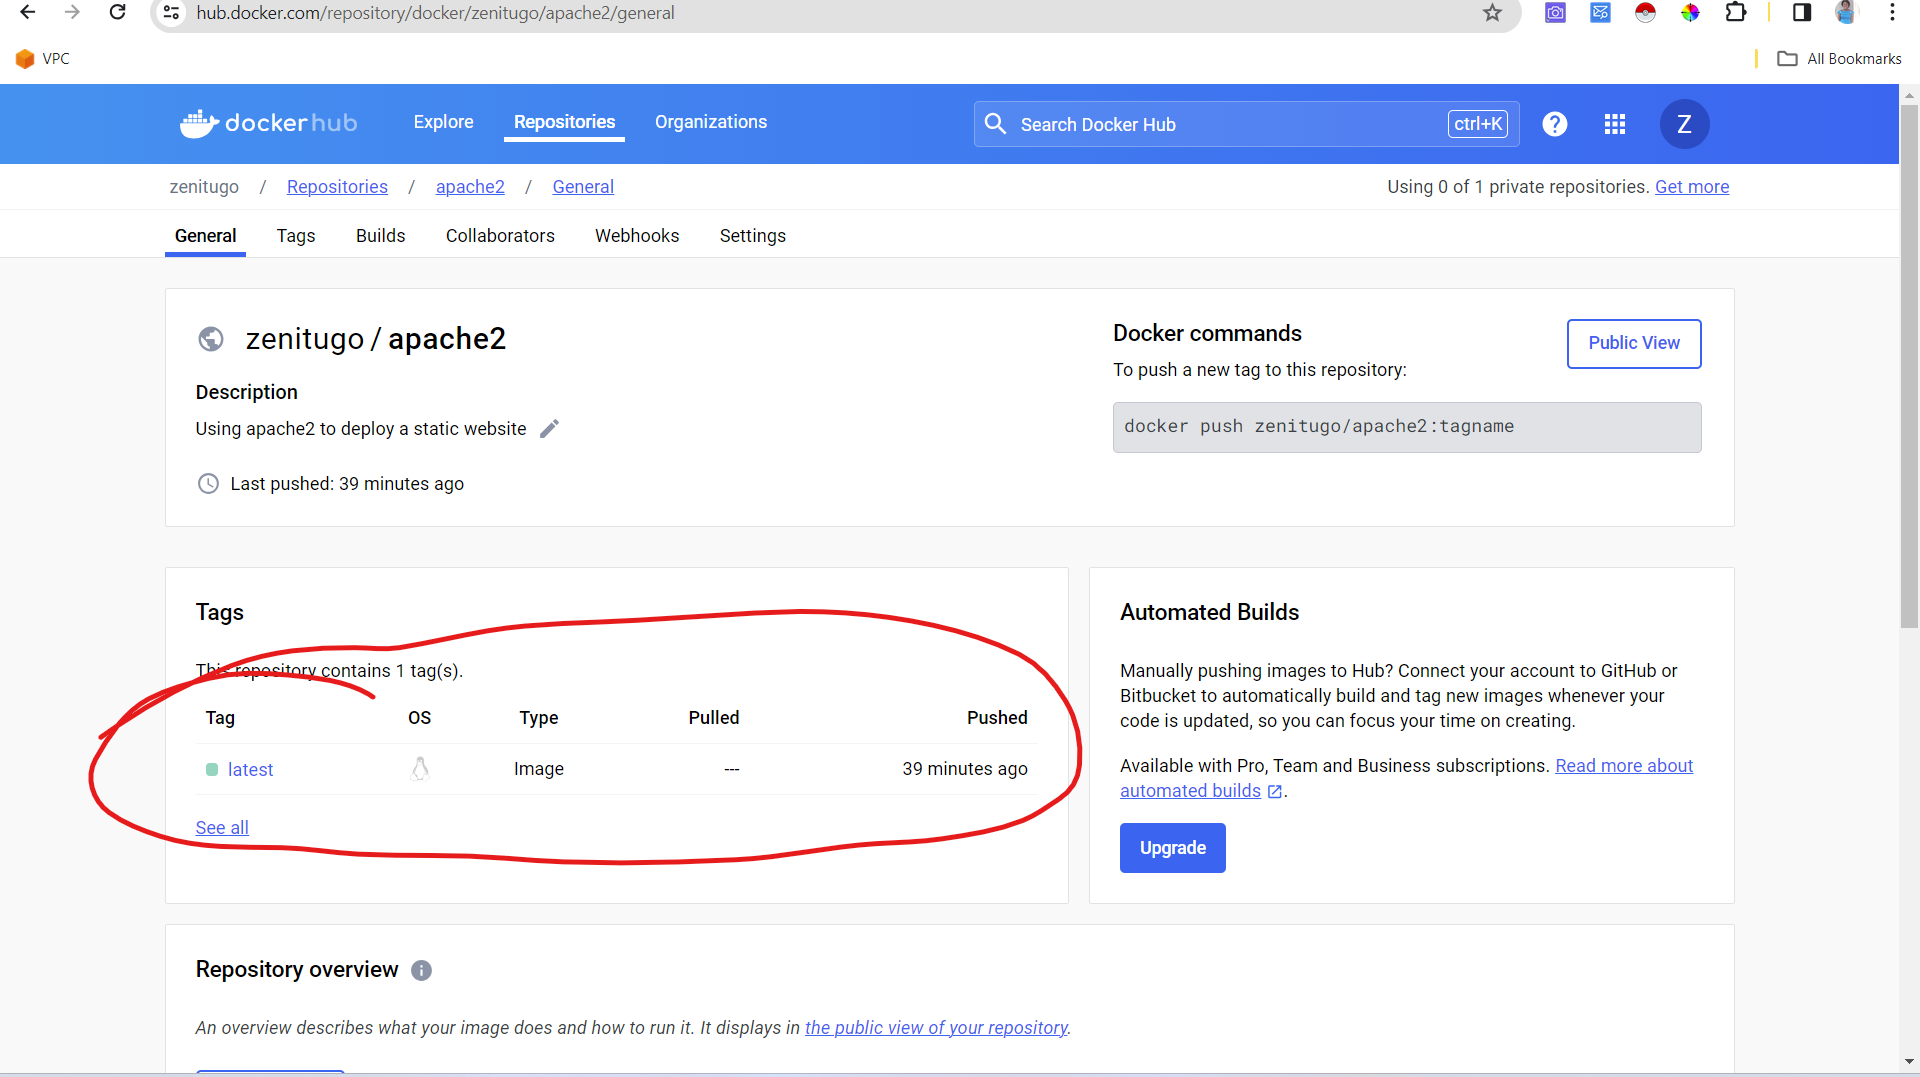 hub.docker.com/repository/docker/zenitugo/apache2/general
VPC
All Bookmarks
dockerhub
Explore
Repositories
Organizations
Search Docker Hub
ctrl+K
?
Z
zenitugo / Repositories / apache2 / General
Using 0 of 1 private repositories. Get more
General
Tags
Builds
Collaborators
Webhooks
Settings
zenitugo / apache2
Description
Using apache2 to deploy a static website
Last pushed: 39 minutes ago
Docker commands
Public View
To push a new tag to this repository:
docker push zenitugo/apache2:tagname
Tags
This repository contains 1 tag(s).
Tag OS Type Pulled Pushed
latest Image --- 39 minutes ago
See all
Automated Builds
Manually pushing images to Hub? Connect your account to GitHub or
Bitbucket to automatically build and tag new images whenever your
code is updated, so you can focus your time on creating.
Available with Pro, Team and Business subscriptions. Read more about
automated builds .
Upgrade
Repository overview
An overview describes what your image does and how to run it. It displays in the public view of your repository.